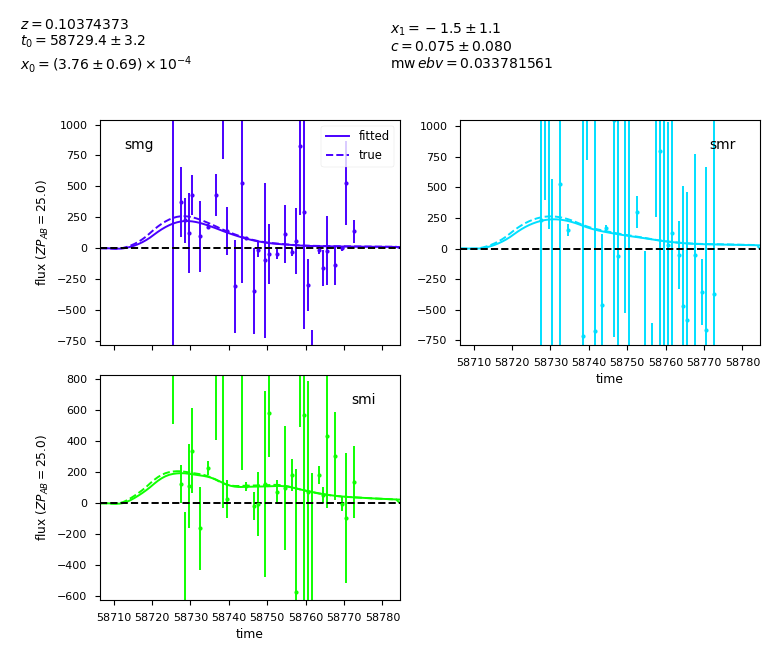 z = 0.10374373
t₀ = 58729.4 ± 3.2
x₀ = (3.76 ± 0.69) × 10⁻⁴
x₁ = −1.5 ± 1.1
c = 0.075 ± 0.080
mw ebv = 0.033781561
smg
fitted
true
1000
750
500
250
0
−250
−500
−750
flux (ZP_AB = 25.0)
smr
1000
750
500
250
0
−250
−500
−750
58710 58720 58730 58740 58750 58760 58770 58780
time
smi
800
600
400
200
0
−200
−400
−600
flux (ZP_AB = 25.0)
58710 58720 58730 58740 58750 58760 58770 58780
time